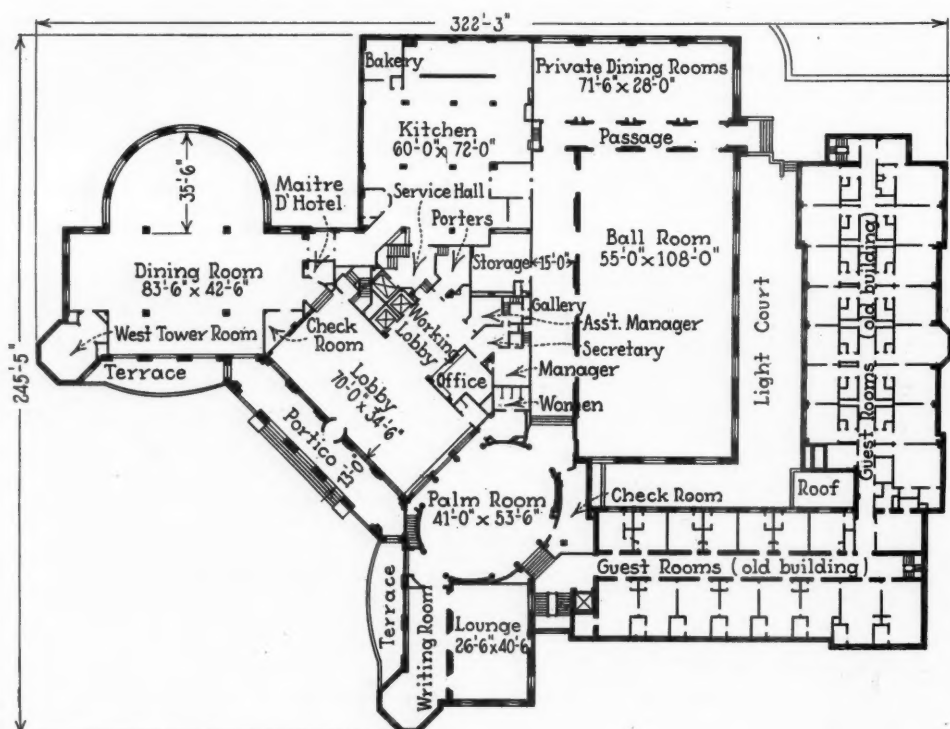 322'-3"
Bakery
Private Dining Rooms
71'-6" x 28'-0"
Kitchen
60'-0" x 72'-0"
Passage
35'-6"
Maitre
D'Hotel
Service Hall
Porters
Dining Room
83'-6" x 42'-6"
Storage
15'-0"
Ball Room
55'-0" x 108'-0"
Gallery
Ass't. Manager
Secretary
Manager
Women
West Tower Room
Check
Room
Working
Lobby
Office
Terrace
Lobby
70'-0" x 34'-6"
Portico
13'-0"
245'-5"
Light Court
Guest Rooms (old building)
Roof
Palm Room
41'-0" x 53'-6"
Check Room
Guest Rooms (old building)
Terrace
Writing Room
Lounge
26'-6" x 40'-6